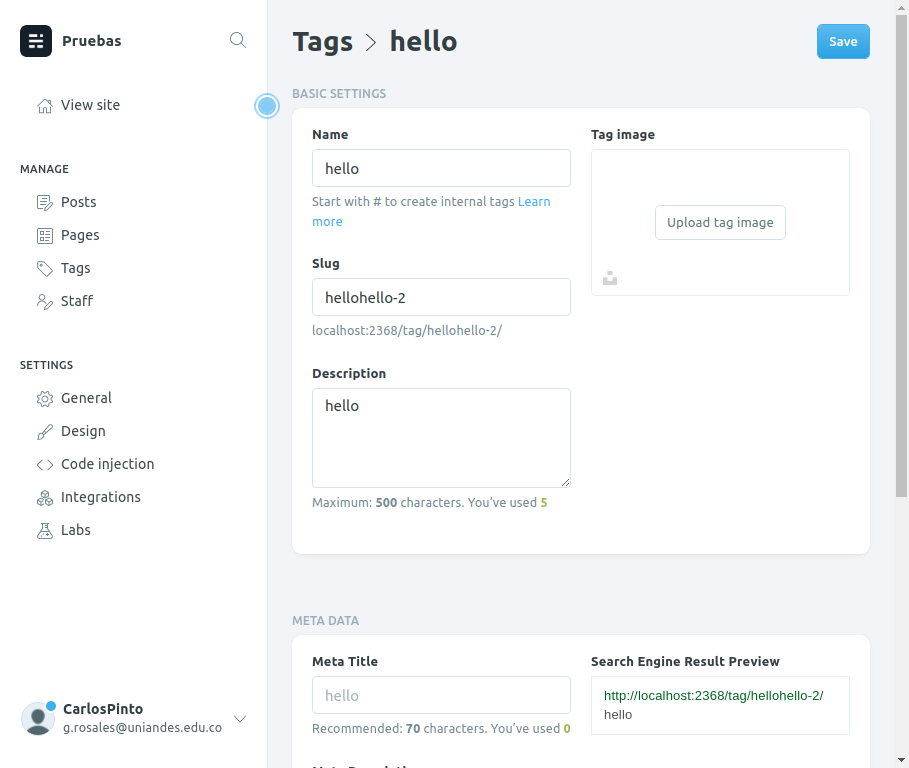 Pruebas
View site
MANAGE
Posts
Pages
Tags
Staff
SETTINGS
General
Design
Code injection
Integrations
Labs
CarlosPinto
g.rosales@uniandes.edu.co
Tags > hello
Save
BASIC SETTINGS
Name
hello
Start with # to create internal tags Learn
more
Slug
hellohello-2
localhost:2368/tag/hellohello-2/
Description
hello
Maximum: 500 characters. You’ve used 5
Tag image
Upload tag image
META DATA
Meta Title
hello
Recommended: 70 characters. You’ve used 0
Search Engine Result Preview
http://localhost:2368/tag/hellohello-2/
hello